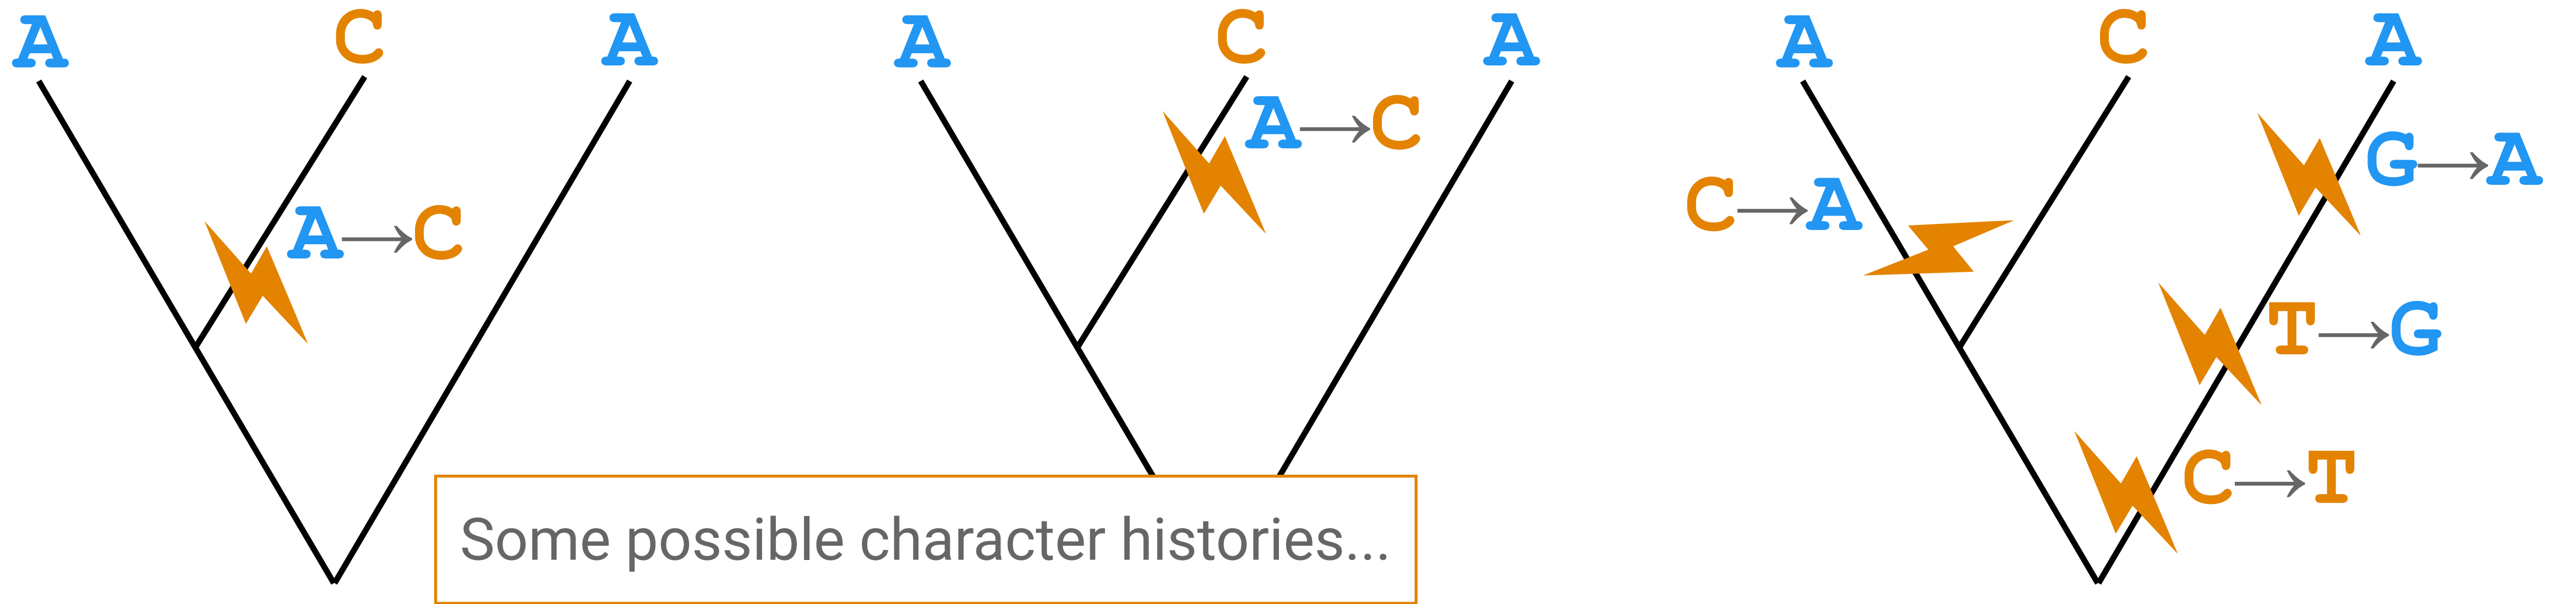 A C A
A→C
A C A
A→C
A C A
C→A
G→A
T→G
C→T
Some possible character histories...